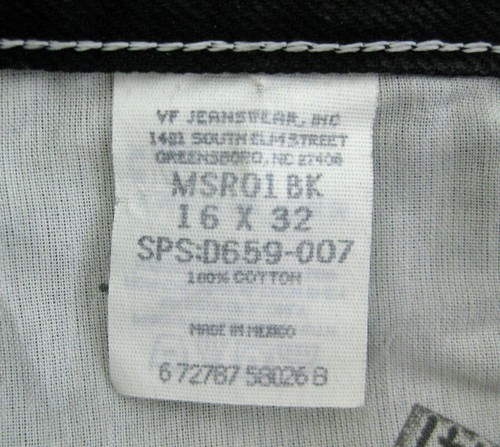 VF JEANSWEAR, INC
1421 SOUTH ELM STREET
GREENSBORO, NC 27406
MSR01BK
16 X 32
SPS:D659-007
100% COTTON
MADE IN MEXICO
6 72787 58026 8